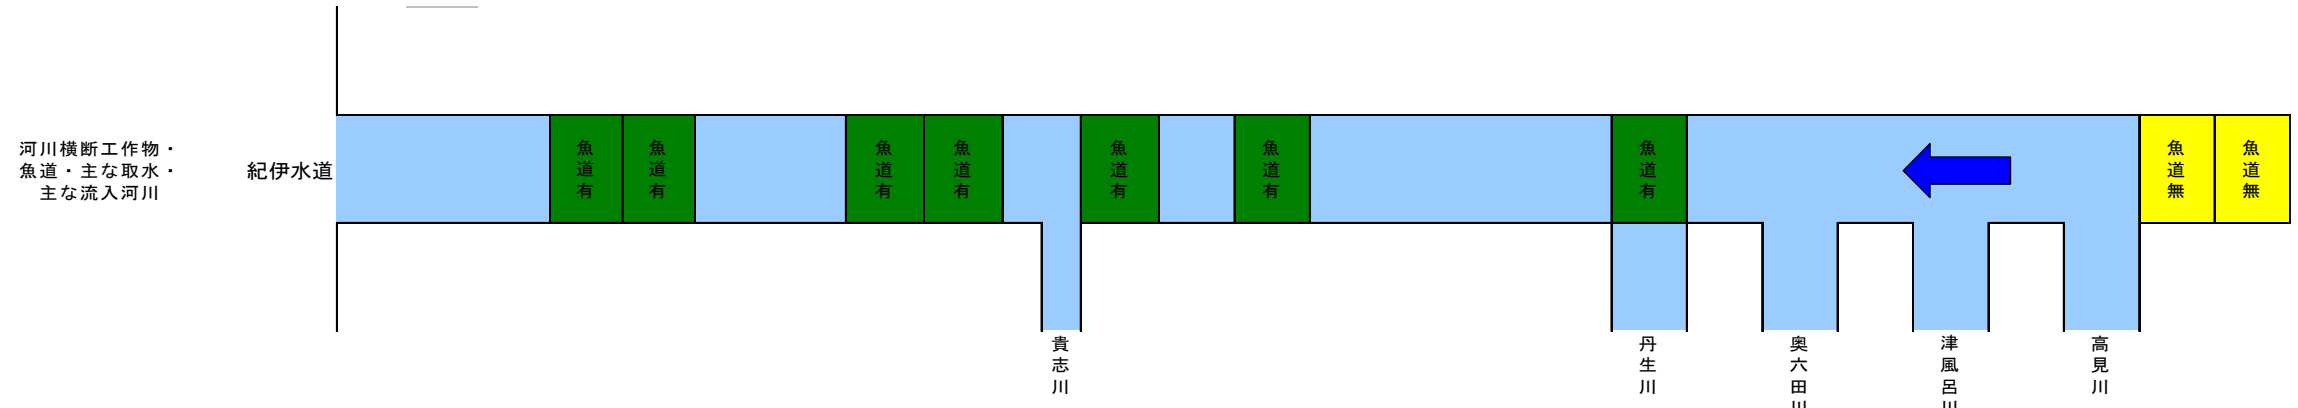 河川横断工作物・
魚道・主な取水・
主な流入河川
紀伊水道
魚道有
魚道有
魚道有
魚道有
魚道有
魚道有
魚道有
魚道無
魚道無
貴志川
丹生川
奥六田川
津風呂川
高見川